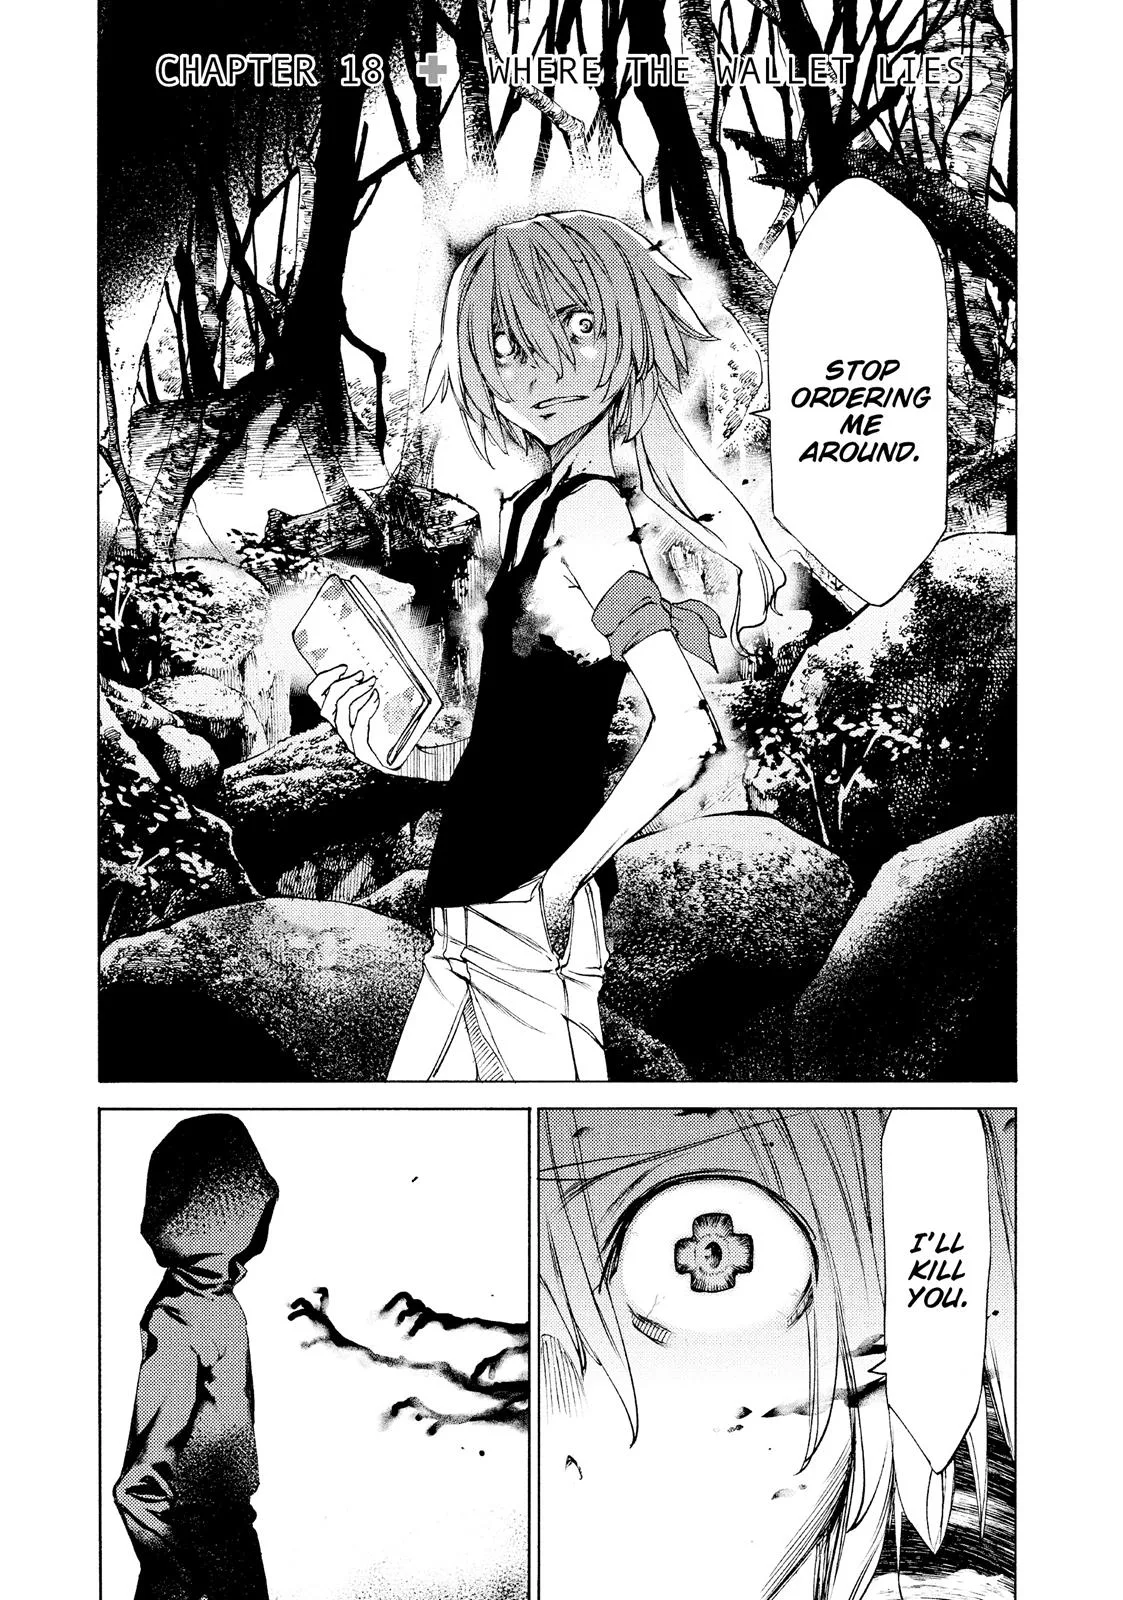 CHAPTER 18 + WHERE THE WALLET LIES
STOP
ORDERING
ME
AROUND.
I'LL
KILL
YOU.